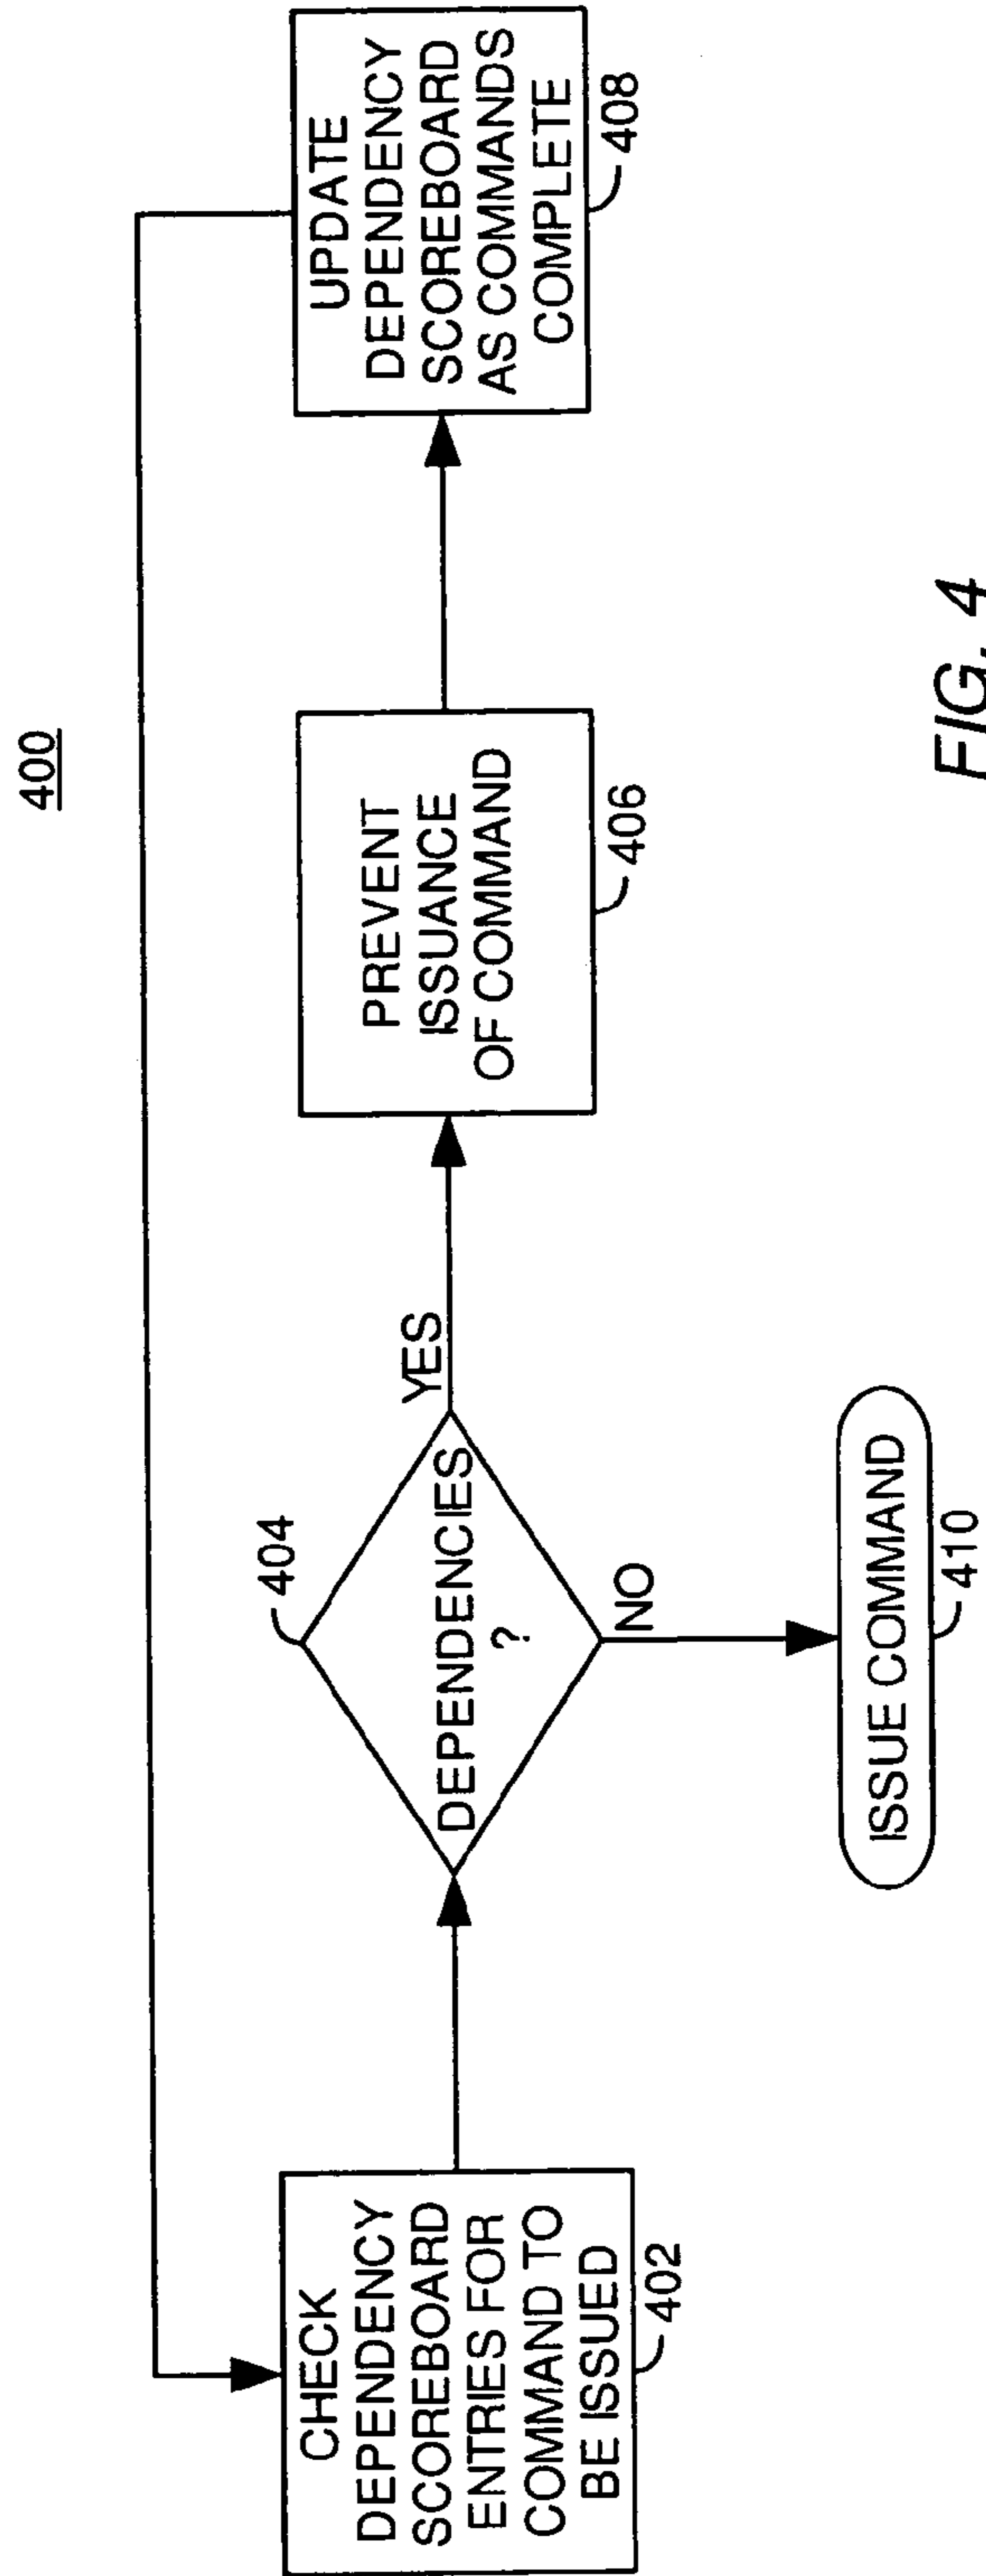 400
CHECK
DEPENDENCY
SCOREBOARD
ENTRIES FOR
COMMAND TO
BE ISSUED
402
404
DEPENDENCIES
?
YES
NO
PREVENT
ISSUANCE
OF COMMAND
406
UPDATE
DEPENDENCY
SCOREBOARD
AS COMMANDS
COMPLETE
408
ISSUE COMMAND
410
FIG. 4